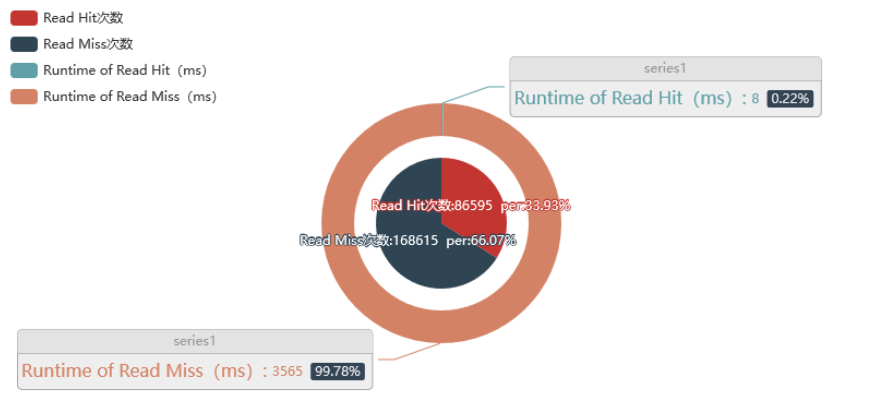 Read Hit次数
Read Miss次数
Runtime of Read Hit（ms）
Runtime of Read Miss（ms）
series1
Runtime of Read Hit（ms）: 8 0.22%
Read Hit次数:86595 per:33.93%
Read Miss次数:168615 per:66.07%
series1
Runtime of Read Miss（ms）: 3565 99.78%